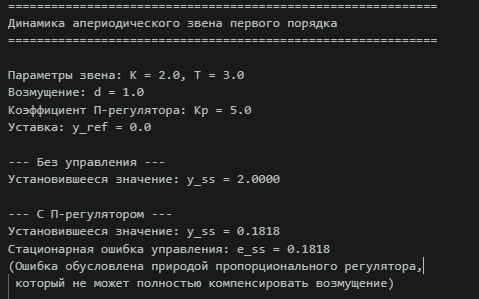 ==========================================================
Динамика апериодического звена первого порядка
==========================================================
Параметры звена: K = 2.0, T = 3.0
Возмущение: d = 1.0
Коэффициент П-регулятора: Kp = 5.0
Уставка: y_ref = 0.0
--- Без управления ---
Установившееся значение: y_ss = 2.0000
--- С П-регулятором ---
Установившееся значение: y_ss = 0.1818
Стационарная ошибка управления: e_ss = 0.1818
(Ошибка обусловлена природой пропорционального регулятора,
который не может полностью компенсировать возмущение)